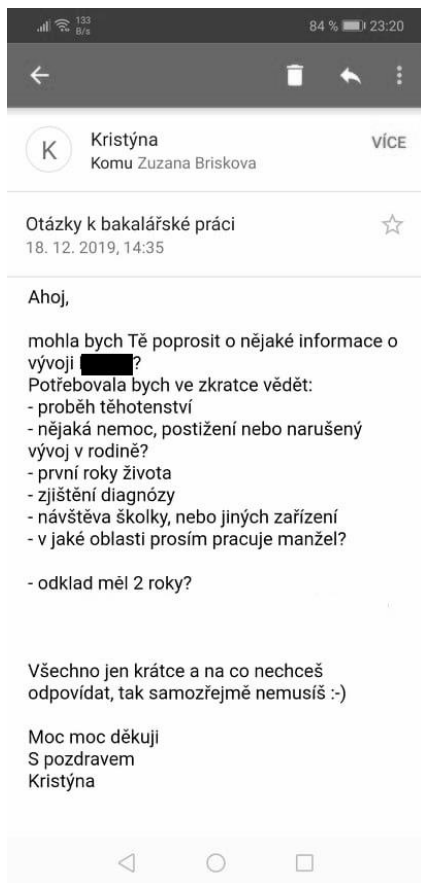 133
B/s
84 % 23:20
K
Kristýna
VÍCE
Komu Zuzana Briskova
Otázky k bakalářské práci
18. 12. 2019, 14:35
Ahoj,
mohla bych Tě poprosit o nějaké informace o
vývoji ?
Potřebovala bych ve zkratce vědět:
- proběh těhotenství
- nějaká nemoc, postižení nebo narušený
vývoj v rodině?
- první roky života
- zjištění diagnózy
- návštěva školky, nebo jiných zařízení
- v jaké oblasti prosím pracuje manžel?
- odklad měl 2 roky?
Všechno jen krátce a na co nechceš
odpovídat, tak samozřejmě nemusíš :-)
Moc moc děkuji
S pozdravem
Kristýna